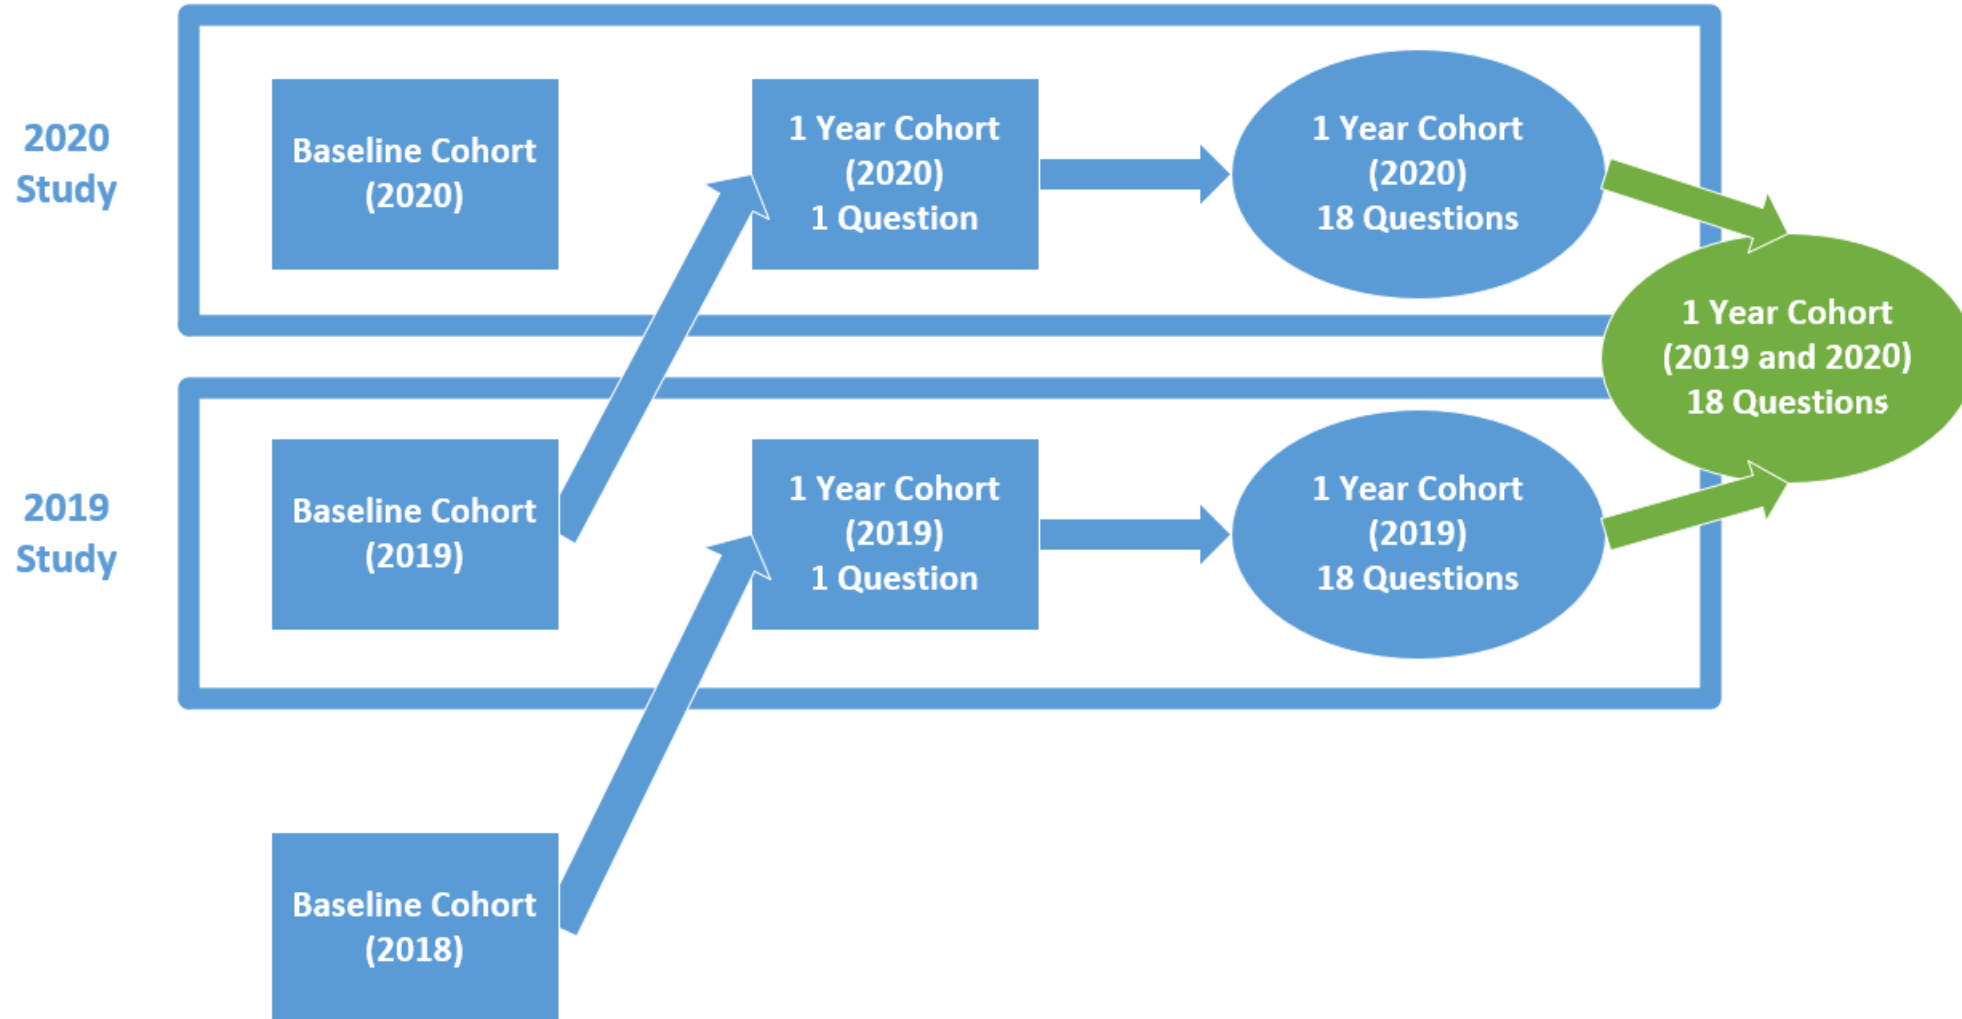 2020
Study
Baseline Cohort
(2020)
1 Year Cohort
(2020)
1 Question
1 Year Cohort
(2020)
18 Questions
1 Year Cohort
(2019 and 2020)
18 Questions
2019
Study
Baseline Cohort
(2019)
1 Year Cohort
(2019)
1 Question
1 Year Cohort
(2019)
18 Questions
Baseline Cohort
(2018)